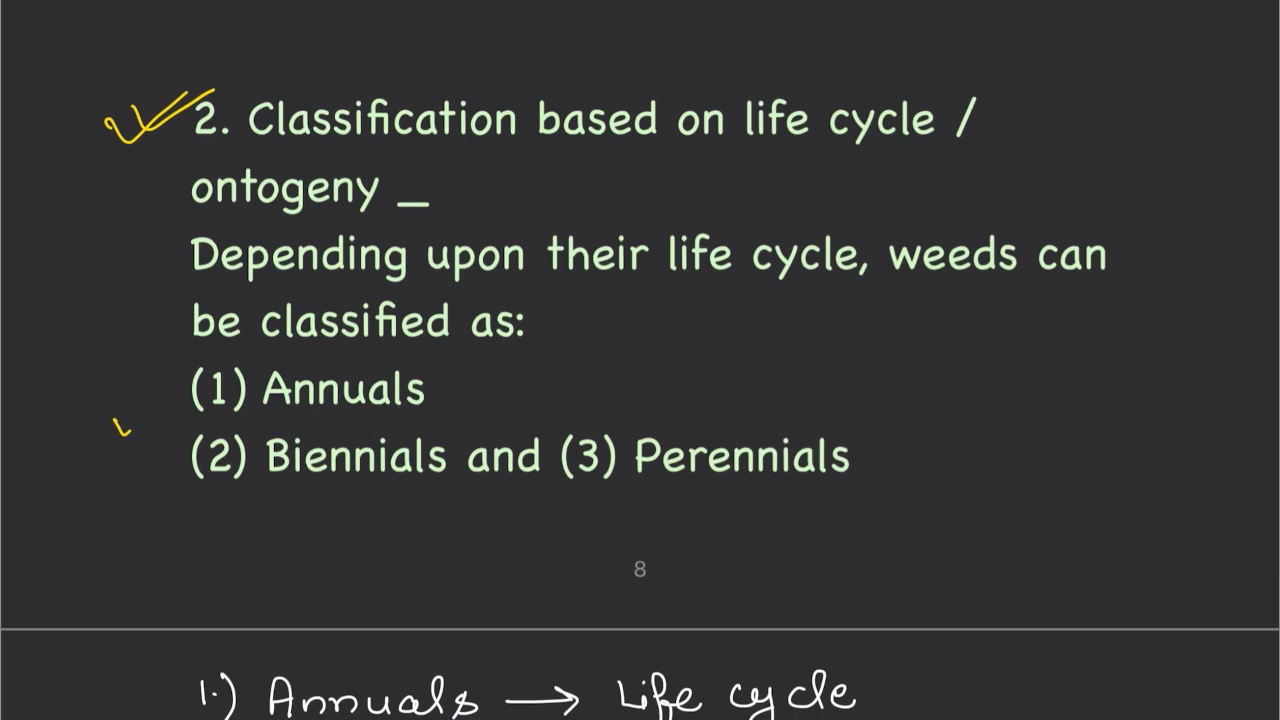 2. Classification based on life cycle /
ontogeny _
Depending upon their life cycle, weeds can
be classified as:
(1) Annuals
(2) Biennials and (3) Perennials
8
1.) Annuals → Life cycle